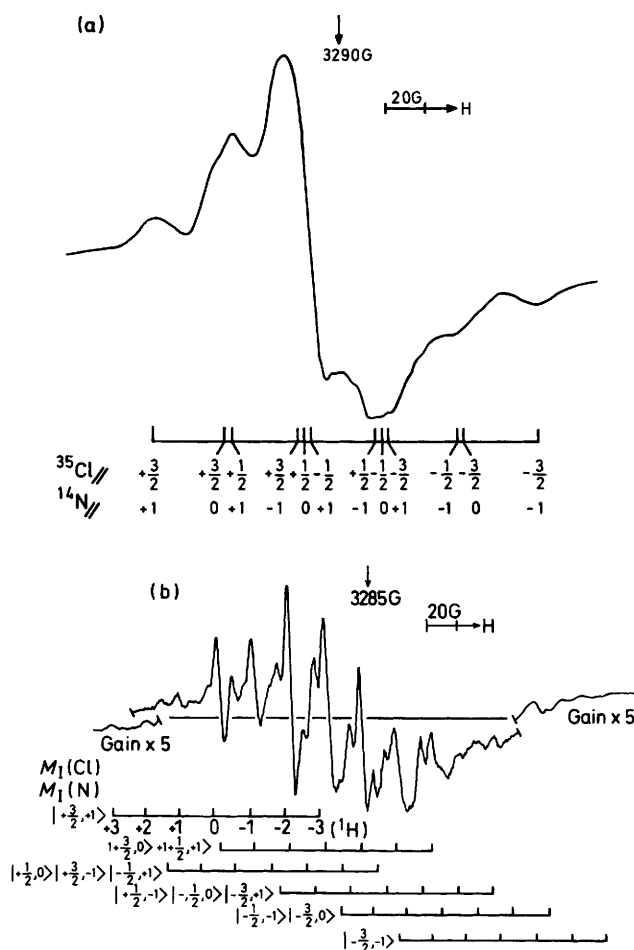 (a)
3290G
20G
H
35Cl// +3/2 +3/2 +1/2 +3/2 +1/2 -1/2 +1/2 -1/2 -3/2 -1/2 -3/2 -3/2
14N// +1 0 +1 -1 0 +1 -1 0 +1 -1 0 -1
(b)
3285G
20G
H
Gain x 5
Gain x 5
MI(Cl)
MI(N)
|+3/2,+1> +3 +2 +1 0 -1 -2 -3 (1H)
1+3/2,0> +1+1/2,+1>
|+1/2,0>|+3/2,-1>|-1/2,+1>
|+1/2,-1>|-,1/2,0>|-3/2,+1>
|-1/2,-1>|-3/2,0>
|-3/2,-1>